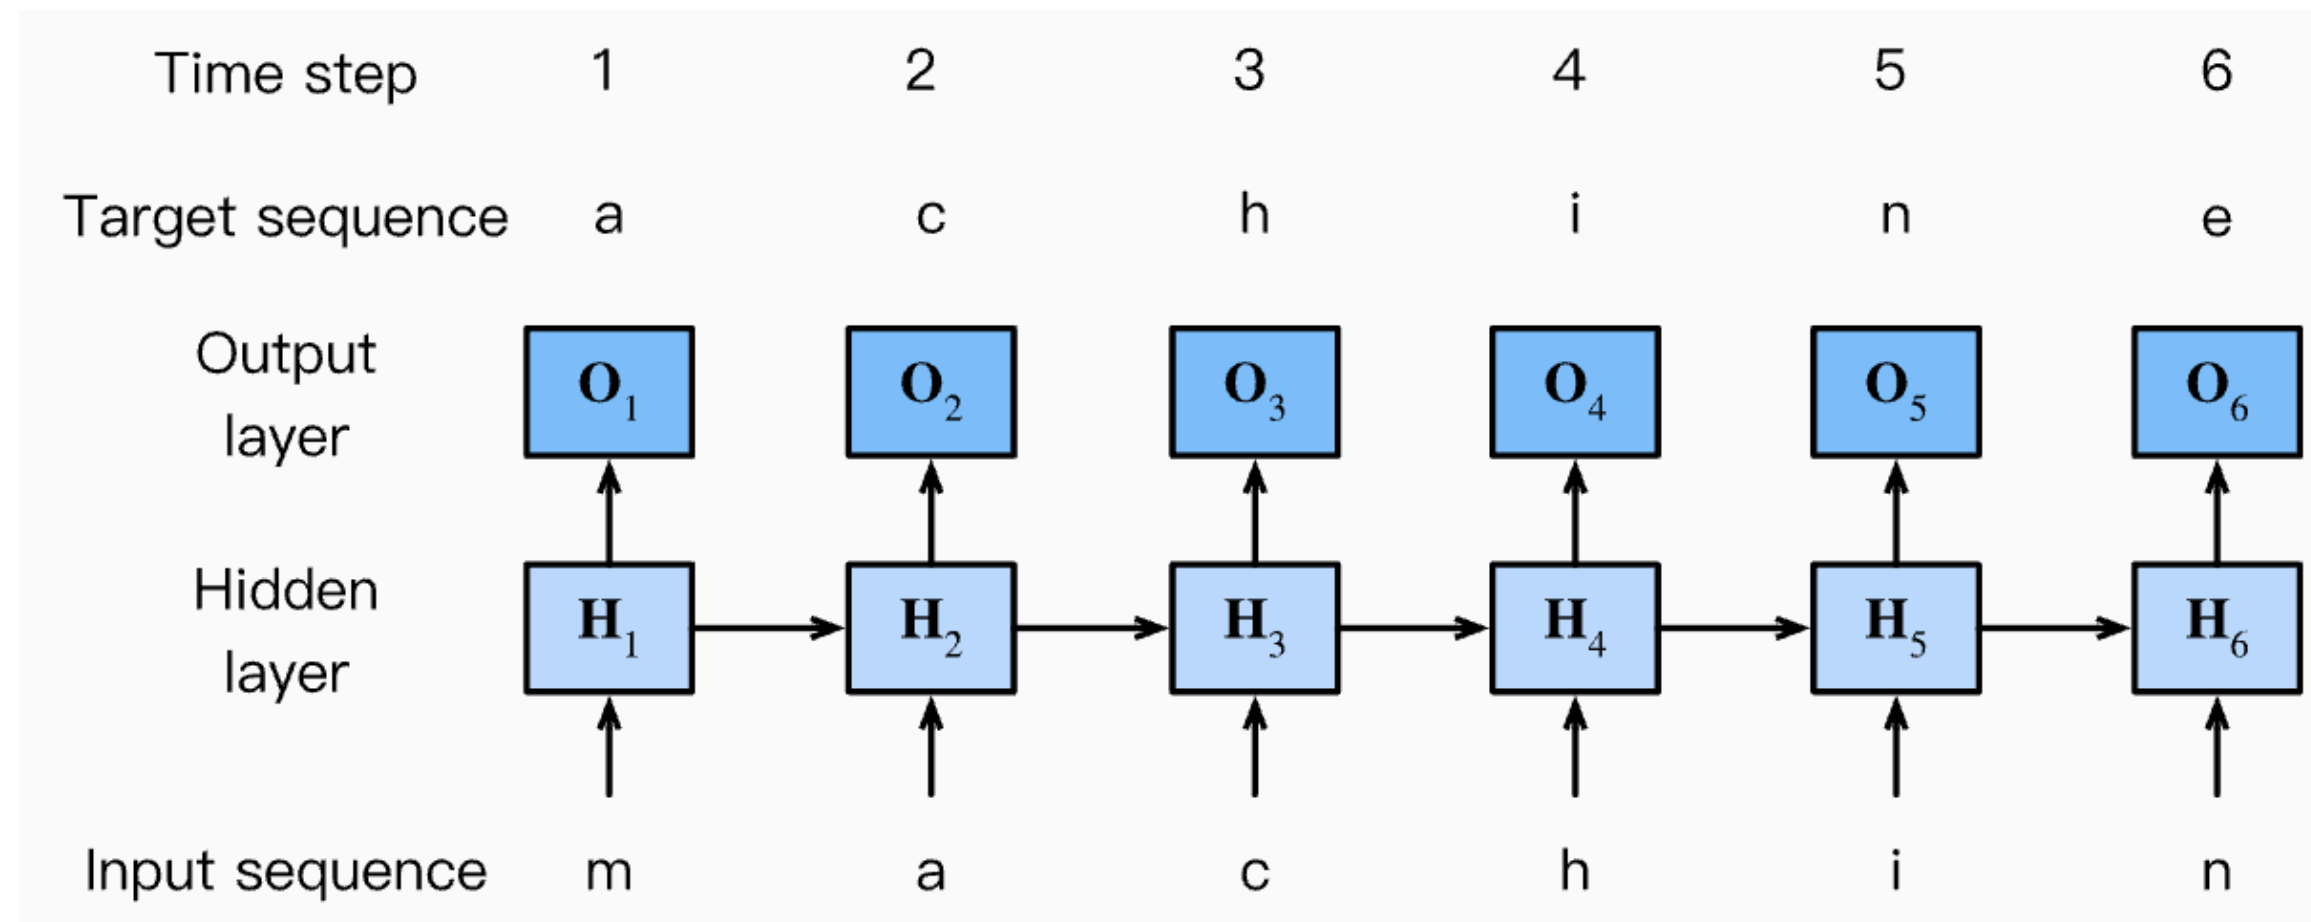 Time step 1 2 3 4 5 6
Target sequence a c h i n e
Output
layer
O1 O2 O3 O4 O5 O6
Hidden
layer
H1 H2 H3 H4 H5 H6
Input sequence m a c h i n